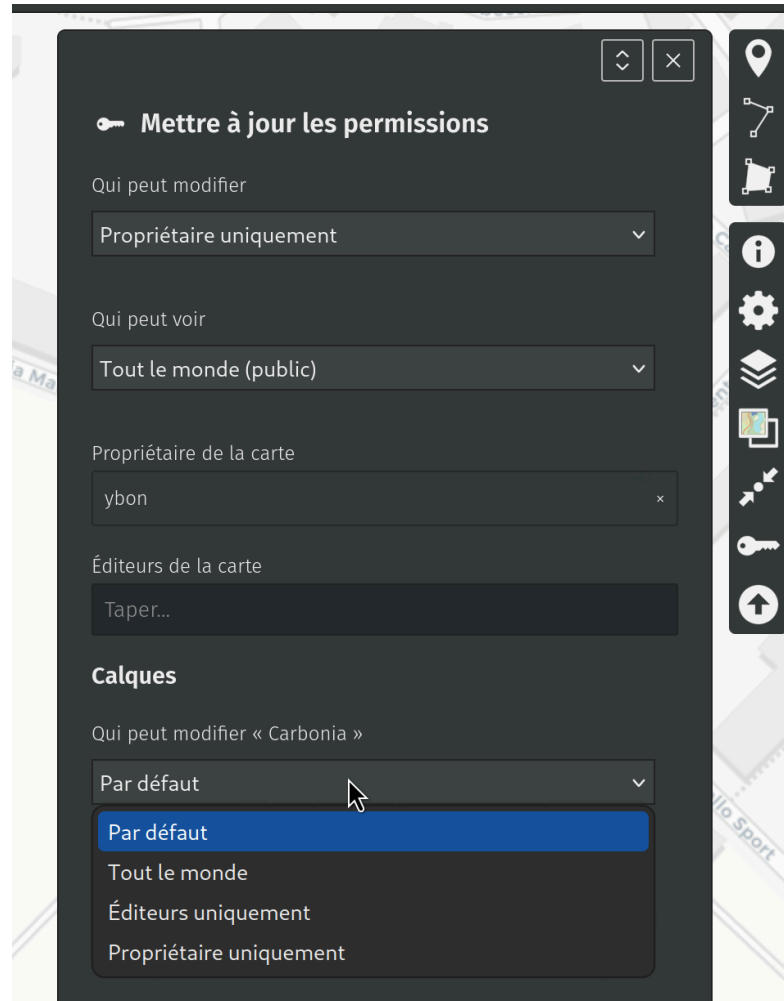 Mettre à jour les permissions
Qui peut modifier
Propriétaire uniquement
Qui peut voir
Tout le monde (public)
Propriétaire de la carte
ybon ×
Éditeurs de la carte
Taper...
Calques
Qui peut modifier « Carbonia »
Par défaut
Par défaut
Tout le monde
Éditeurs uniquement
Propriétaire uniquement
Sport